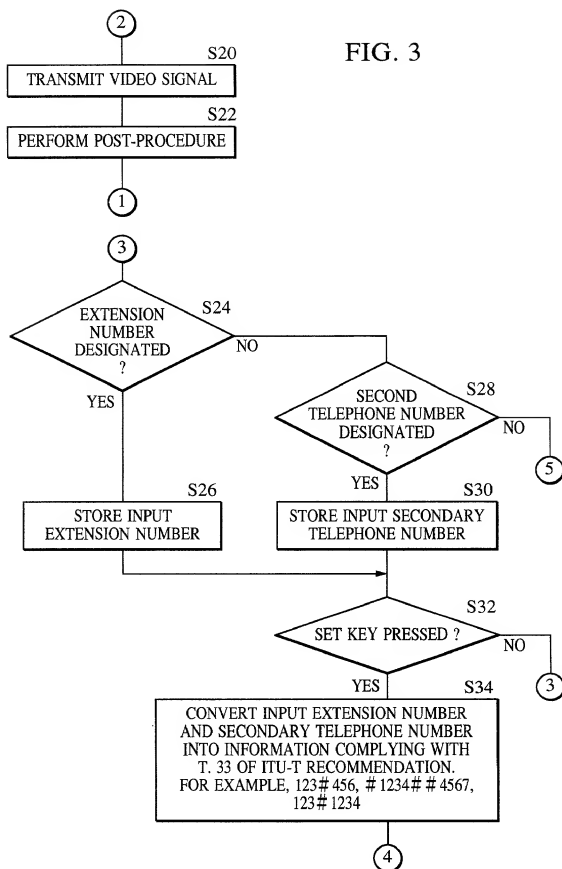 2
FIG. 3
S20
TRANSMIT VIDEO SIGNAL
S22
PERFORM POST-PROCEDURE
1
3
S24
EXTENSION
NUMBER
DESIGNATED
?
NO
YES
S28
SECOND
TELEPHONE NUMBER
DESIGNATED
?
NO
YES
5
S26
STORE INPUT
EXTENSION NUMBER
S30
STORE INPUT SECONDARY
TELEPHONE NUMBER
S32
SET KEY PRESSED ?
NO
YES
3
S34
CONVERT INPUT EXTENSION NUMBER
AND SECONDARY TELEPHONE NUMBER
INTO INFORMATION COMPLYING WITH
T. 33 OF ITU-T RECOMMENDATION.
FOR EXAMPLE, 123#456, #1234##4567,
123#1234
4